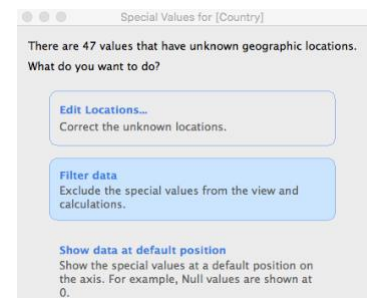 Special Values for [Country]
There are 47 values that have unknown geographic locations.
What do you want to do?
Edit Locations...
Correct the unknown locations.
Filter data
Exclude the special values from the view and
calculations.
Show data at default position
Show the special values at a default position on
the axis. For example, Null values are shown at
0.